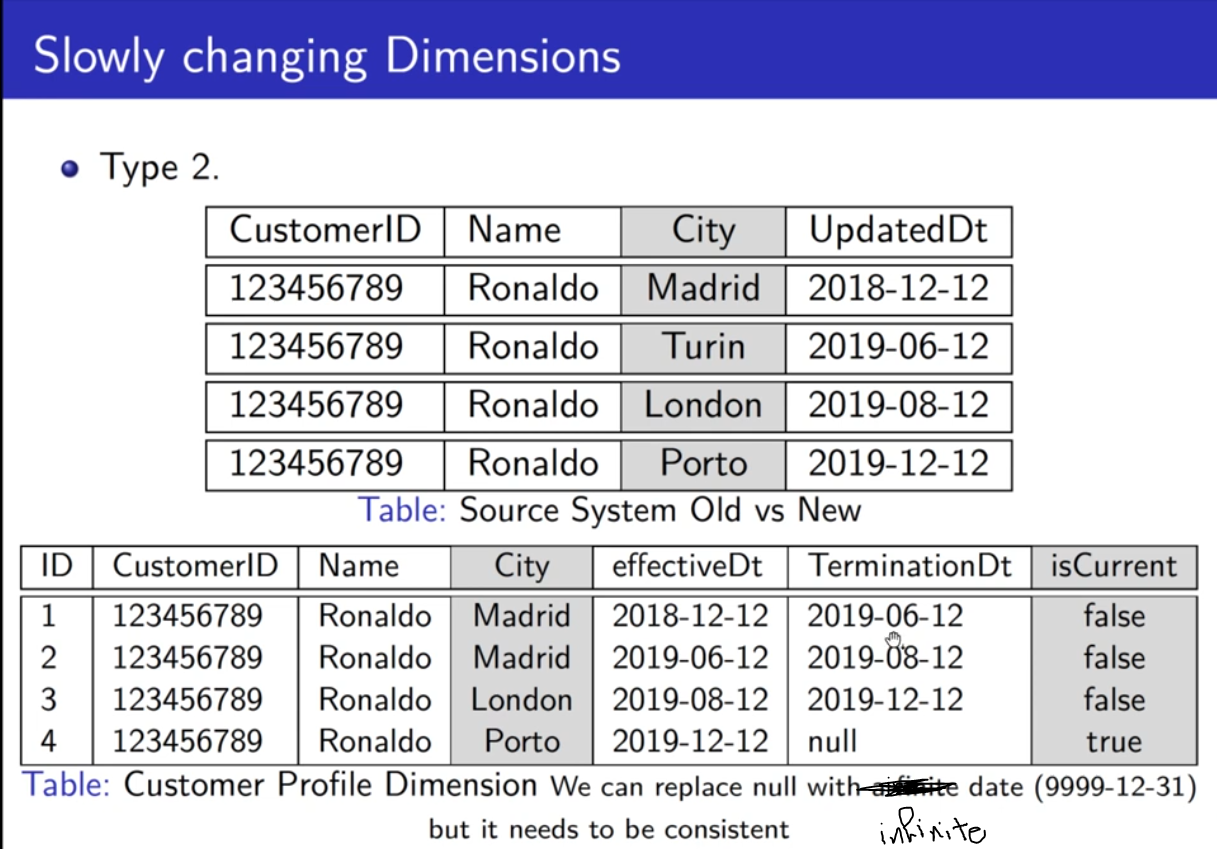 Slowly changing Dimensions
Type 2.
CustomerID Name City UpdatedDt
123456789 Ronaldo Madrid 2018-12-12
123456789 Ronaldo Turin 2019-06-12
123456789 Ronaldo London 2019-08-12
123456789 Ronaldo Porto 2019-12-12
Table: Source System Old vs New
ID CustomerID Name City effectiveDt TerminationDt isCurrent
1 123456789 Ronaldo Madrid 2018-12-12 2019-06-12 false
2 123456789 Ronaldo Madrid 2019-06-12 2019-08-12 false
3 123456789 Ronaldo London 2019-08-12 2019-12-12 false
4 123456789 Ronaldo Porto 2019-12-12 null true
Table: Customer Profile Dimension We can replace null with date (9999-12-31)
but it needs to be consistent infinite